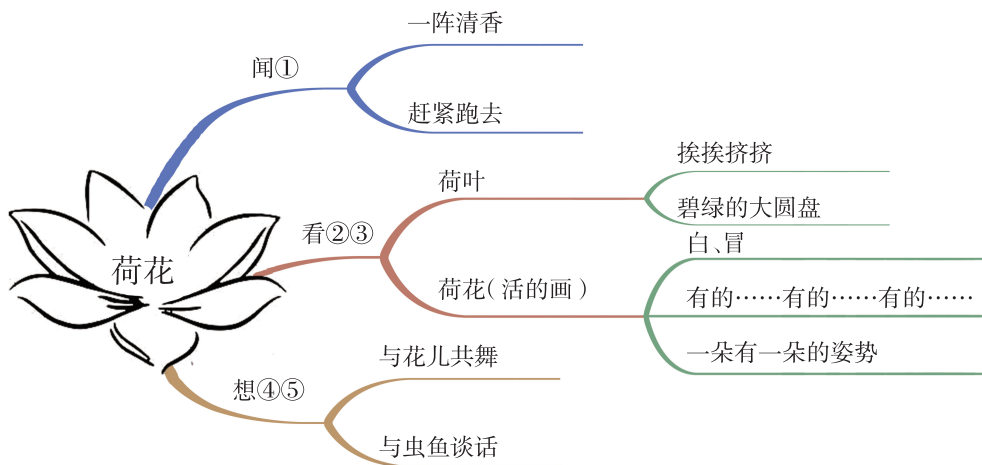 荷花
闻①
一阵清香
赶紧跑去
看②③
荷叶
挨挨挤挤
碧绿的大圆盘
荷花(活的画)
白、冒
有的……有的……有的……
一朵有一朵的姿势
想④⑤
与花儿共舞
与虫鱼谈话